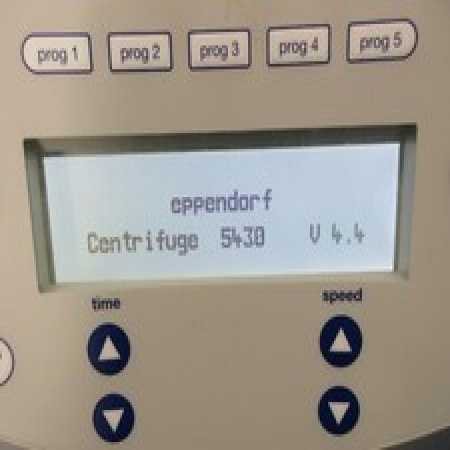 prog 1 prog 2 prog 3 prog 4 prog 5
eppendorf
Centrifuge 5430 V 4.4
time speed